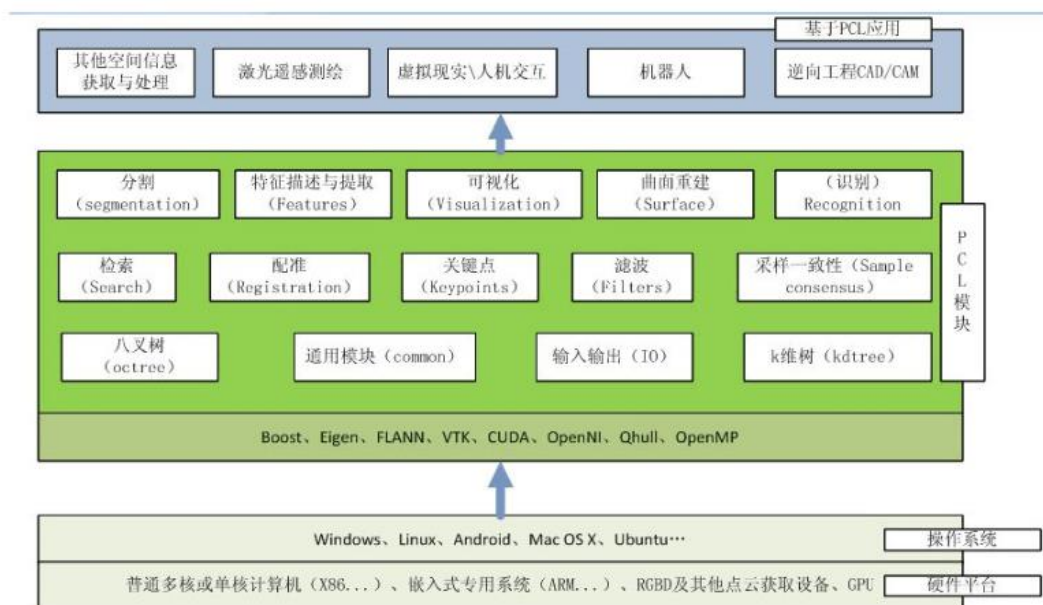 基于PCL应用
其他空间信息
获取与处理
激光遥感测绘
虚拟现实\人机交互
机器人
逆向工程CAD/CAM
分割
（segmentation）
特征描述与提取
（Features）
可视化
（Visualization）
曲面重建
（Surface）
（识别）
Recognition
PCL模块
检索
（Search）
配准
（Registration）
关键点
（Keypoints）
滤波
（Filters）
采样一致性（Sample
consensus）
八叉树
（octree）
通用模块（common）
输入输出（IO）
k维树（kdtree）
Boost、Eigen、FLANN、VTK、CUDA、OpenNI、Qhull、OpenMP
Windows、Linux、Android、Mac OS X、Ubuntu…
操作系统
普通多核或单核计算机（X86...）、嵌入式专用系统（ARM...）、RGBD及其他点云获取设备、GPU
硬件平台